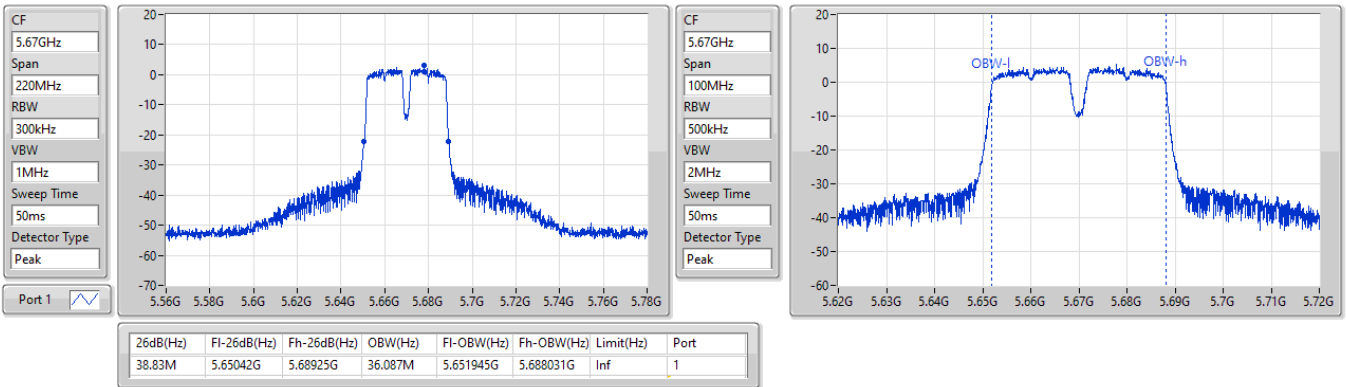 CF
5.67GHz
Span
220MHz
RBW
300kHz
VBW
1MHz
Sweep Time
50ms
Detector Type
Peak
Port 1
20
10
0
-10
-20
-30
-40
-50
-60
-70
5.56G 5.58G 5.6G 5.62G 5.64G 5.66G 5.68G 5.7G 5.72G 5.74G 5.76G 5.78G
CF
5.67GHz
Span
100MHz
RBW
500kHz
VBW
2MHz
Sweep Time
50ms
Detector Type
Peak
20
10
0
-10
-20
-30
-40
-50
-60
OBW-l OBW-h
5.62G 5.63G 5.64G 5.65G 5.66G 5.67G 5.68G 5.69G 5.7G 5.71G 5.72G
26dB(Hz) Fl-26dB(Hz) Fh-26dB(Hz) OBW(Hz) Fl-OBW(Hz) Fh-OBW(Hz) Limit(Hz) Port
38.83M 5.65042G 5.68925G 36.087M 5.651945G 5.688031G Inf 1